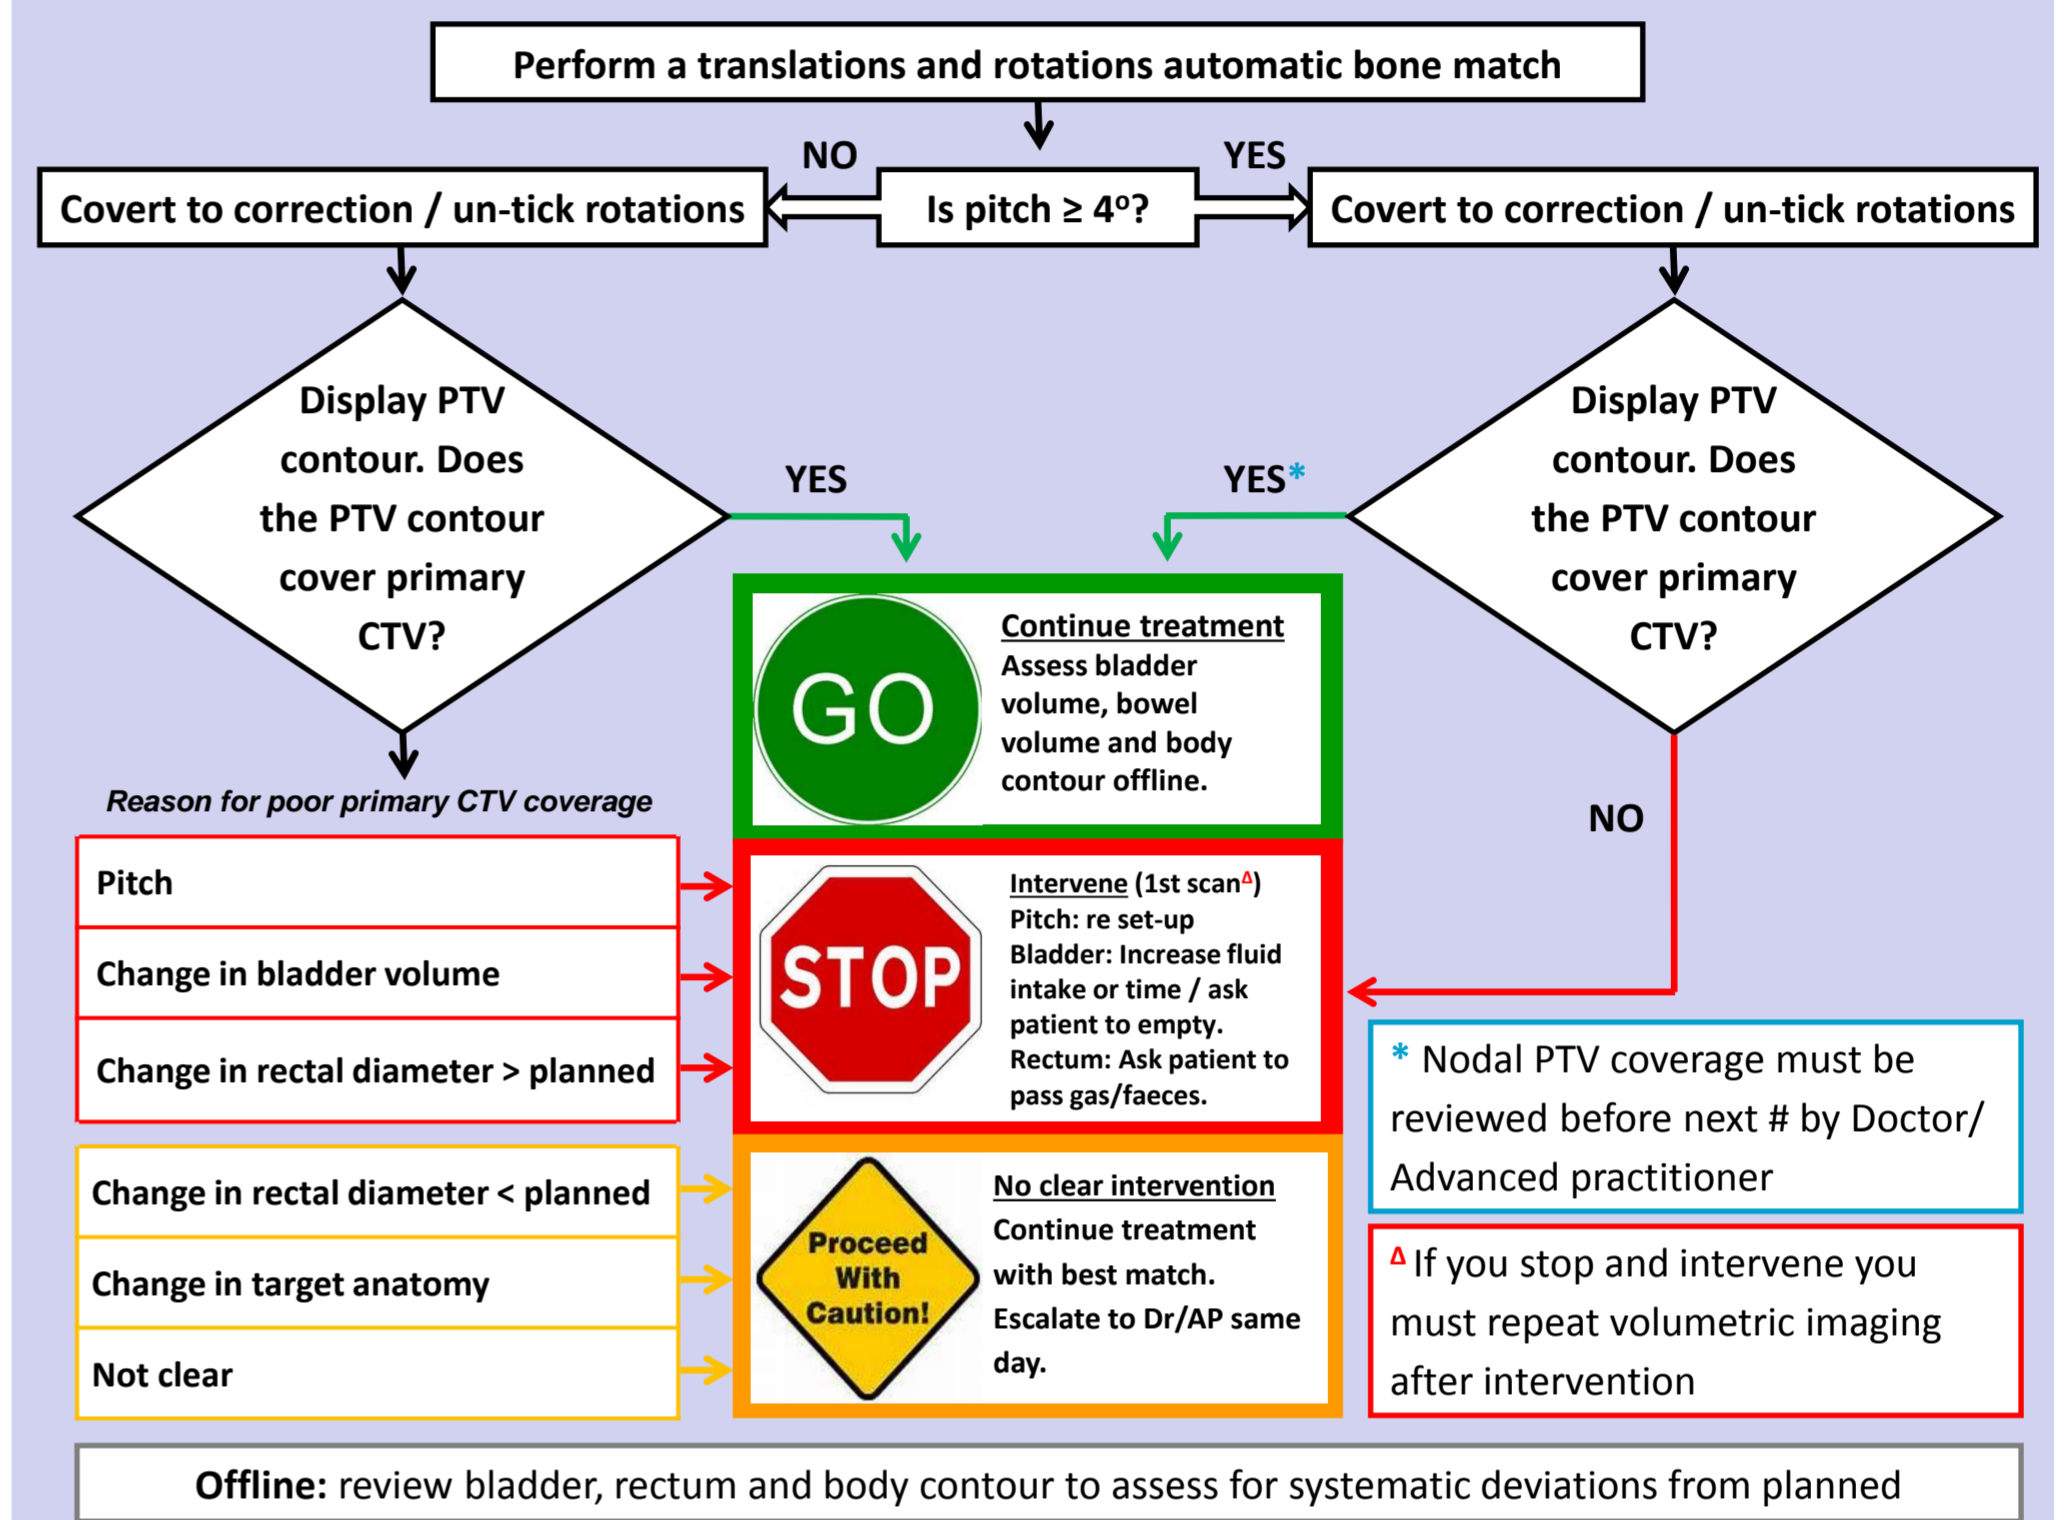 Perform a translations and rotations automatic bone match
NO
YES
Covert to correction / un-tick rotations
Is pitch ≥ 4º?
Covert to correction / un-tick rotations
Display PTV
contour. Does
the PTV contour
cover primary
CTV?
YES
YES*
Display PTV
contour. Does
the PTV contour
cover primary
CTV?
GO
Continue treatment
Assess bladder
volume, bowel
volume and body
contour offline.
NO
Reason for poor primary CTV coverage
Pitch
Change in bladder volume
Change in rectal diameter > planned
STOP
Intervene (1st scanΔ)
Pitch: re set-up
Bladder: Increase fluid
intake or time / ask
patient to empty.
Rectum: Ask patient to
pass gas/faeces.
Change in rectal diameter < planned
Change in target anatomy
Not clear
Proceed
With
Caution!
No clear intervention
Continue treatment
with best match.
Escalate to Dr/AP same
day.
* Nodal PTV coverage must be
reviewed before next # by Doctor/
Advanced practitioner
Δ If you stop and intervene you
must repeat volumetric imaging
after intervention
Offline: review bladder, rectum and body contour to assess for systematic deviations from planned